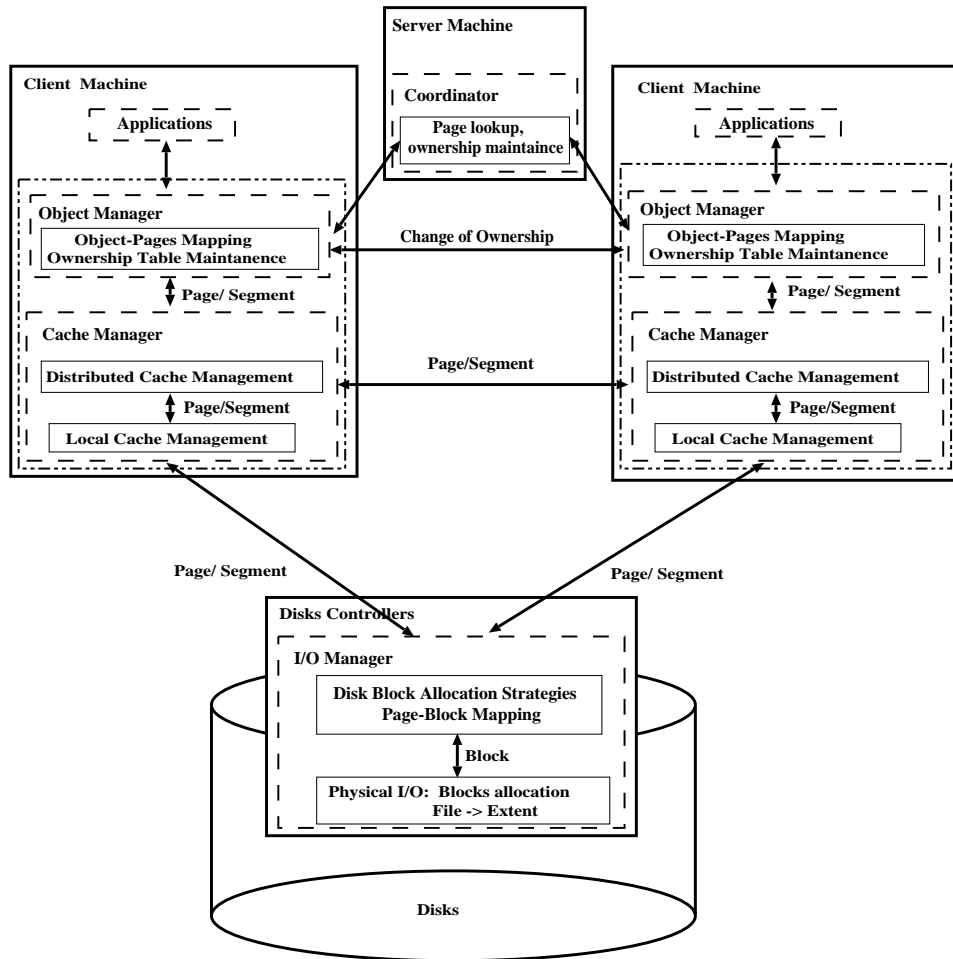 Server Machine
Coordinator
Page lookup,
ownership maintaince
Client  Machine
Applications
Object Manager
Object-Pages Mapping
Ownership Table Maintanence
Page/ Segment
Cache Manager
Distributed Cache Management
Page/Segment
Local Cache Management
Change of Ownership
Page/Segment
Client  Machine
Applications
Object Manager
Object-Pages Mapping
Ownership Table Maintanence
Page/ Segment
Cache Manager
Distributed Cache Management
Page/Segment
Local Cache Management
Page/ Segment
Page/ Segment
Disks Controllers
I/O Manager
Disk Block Allocation Strategies
Page-Block Mapping
Block
Physical I/O:  Blocks allocation
File -> Extent
Disks